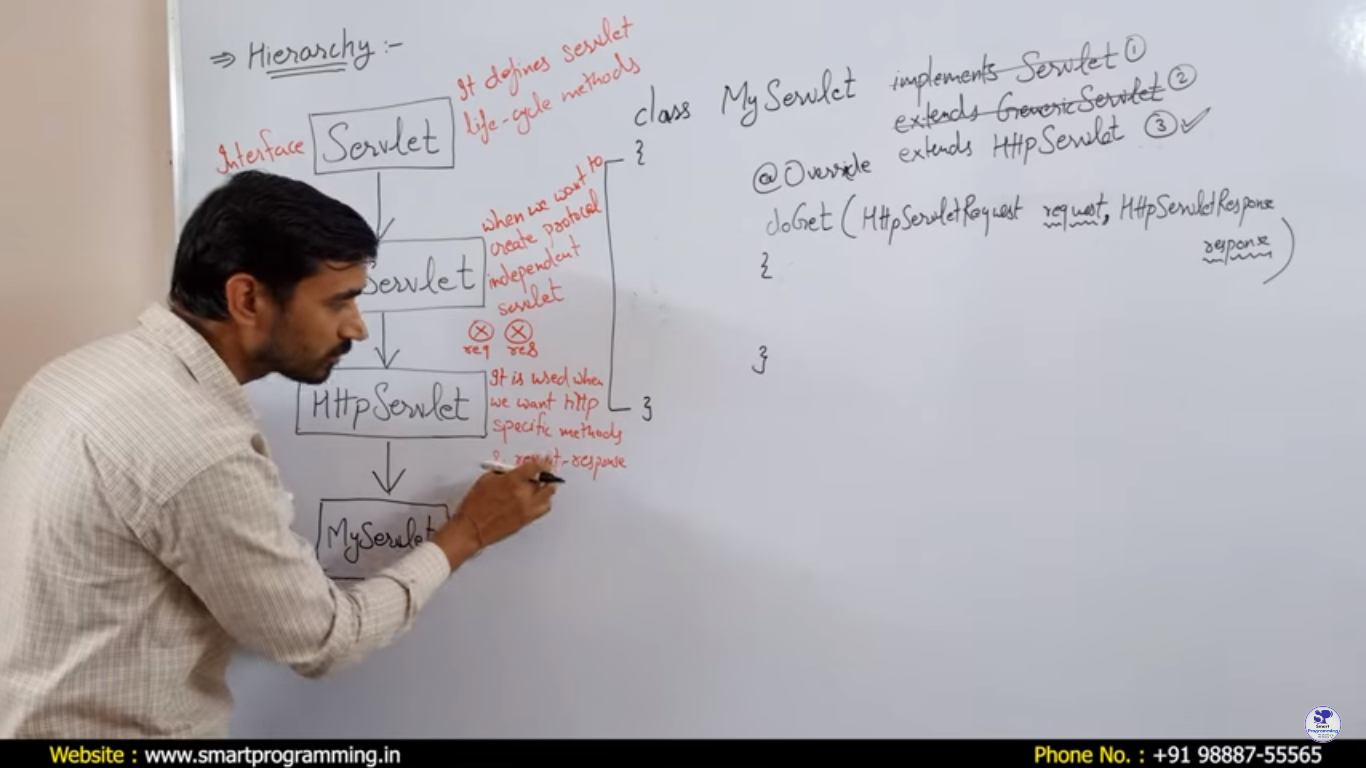 ⇒ Hierarchy :-
Interface
Servlet
It defines servlet
life-cycle methods
Servlet
when we want to
create protocol
independent
servlet
req res
HttpServlet
It is used when
we want http
specific methods
& -response
MyServlet
class MyServlet implements Servlet ①
extends GenericServlet ②
extends HttpServlet ③ ✓
{
@Override
doGet (HttpServletRequest request, HttpServletResponse
response )
{
}
}
SP
Smart
Programming
Website : www.smartprogramming.in
Phone No. : +91 98887-55565